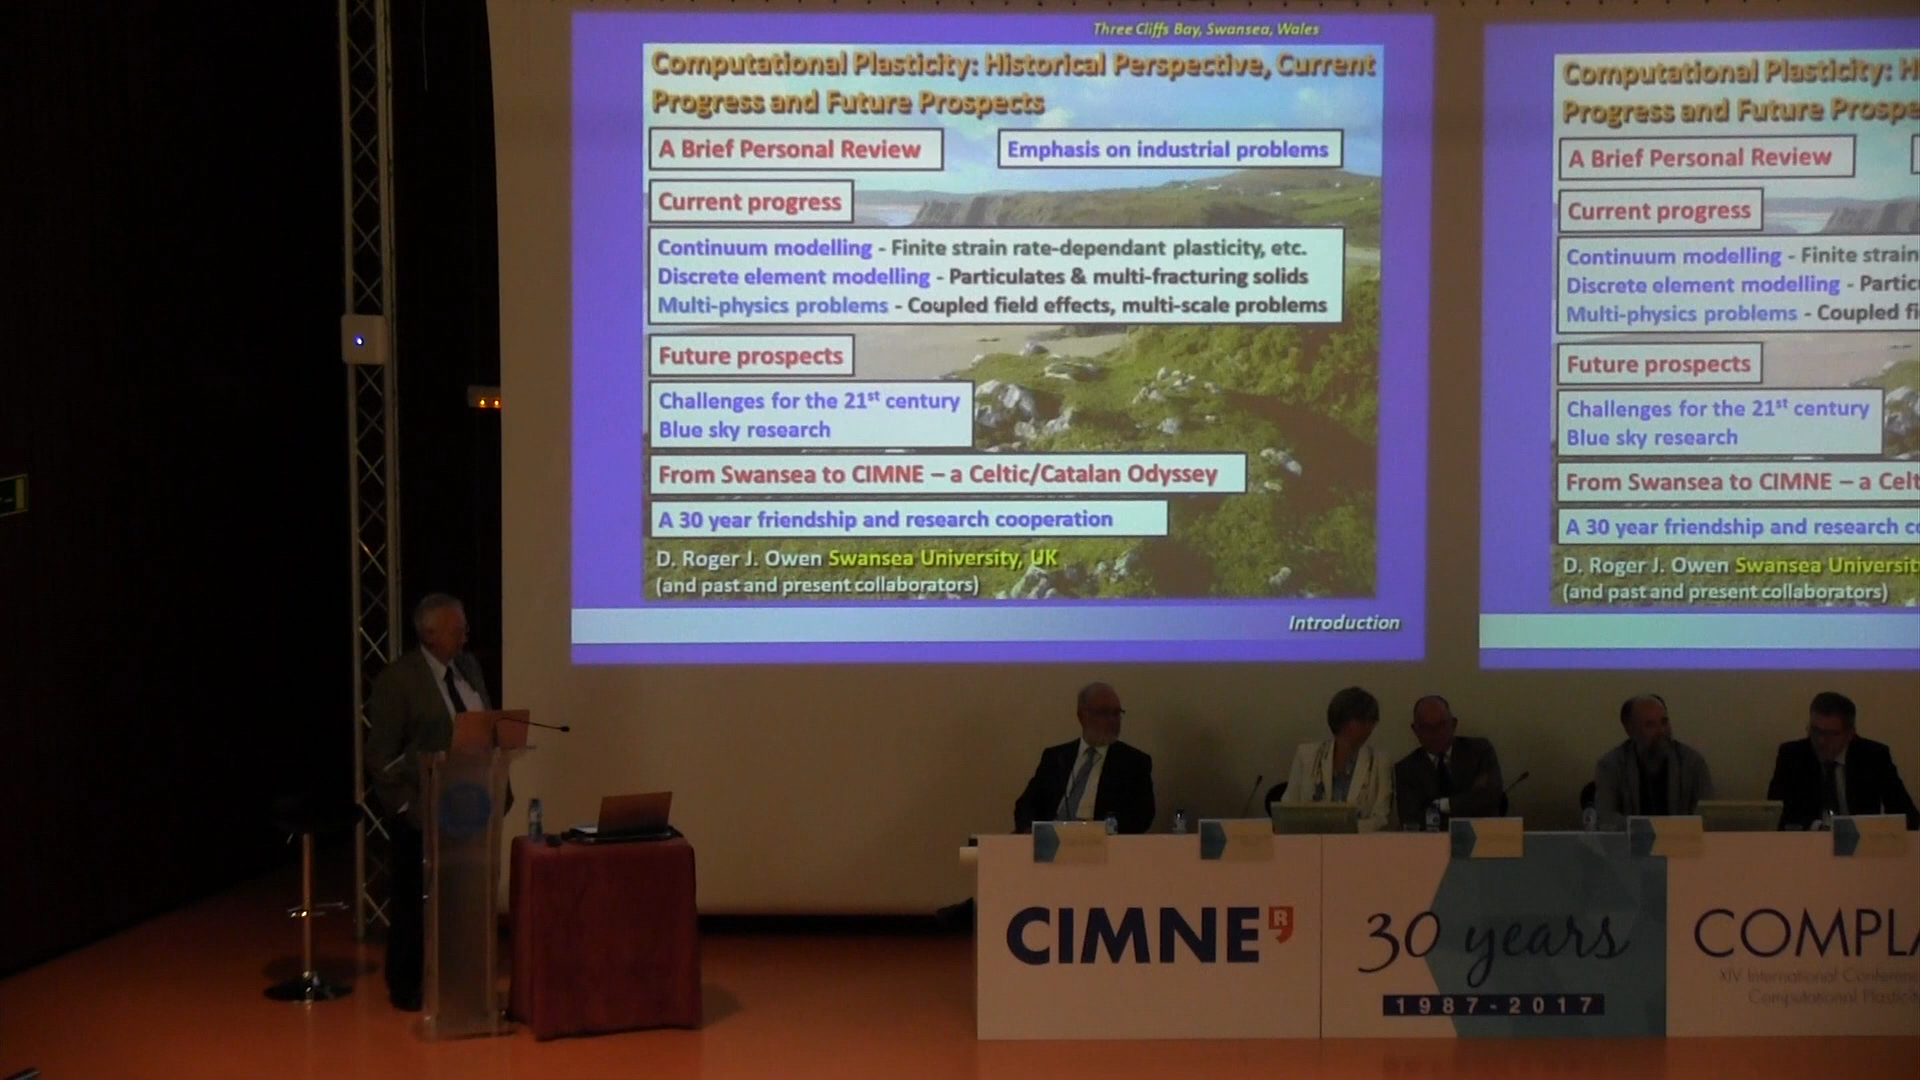 Three Cliffs Bay, Swansea, Wales
Computational Plasticity: Historical Perspective, Current
Progress and Future Prospects
A Brief Personal Review
Emphasis on industrial problems
Current progress
Continuum modelling - Finite strain rate-dependant plasticity, etc.
Discrete element modelling - Particulates & multi-fracturing solids
Multi-physics problems - Coupled field effects, multi-scale problems
Future prospects
Challenges for the 21st century
Blue sky research
From Swansea to CIMNE – a Celtic/Catalan Odyssey
A 30 year friendship and research cooperation
D. Roger J. Owen Swansea University, UK
(and past and present collaborators)
Introduction
Computational Plasticity: H
Progress and Future Prospe
A Brief Personal Review
Current progress
Continuum modelling - Finite strain
Discrete element modelling - Partic
Multi-physics problems - Coupled fi
Future prospects
Challenges for the 21st century
Blue sky research
From Swansea to CIMNE – a Celt
A 30 year friendship and research co
D. Roger J. Owen Swansea Universit
(and past and present collaborators)
CIMNE R
30 years
1987-2017
COMPLA
XIV International Conferen
Computational Plastic